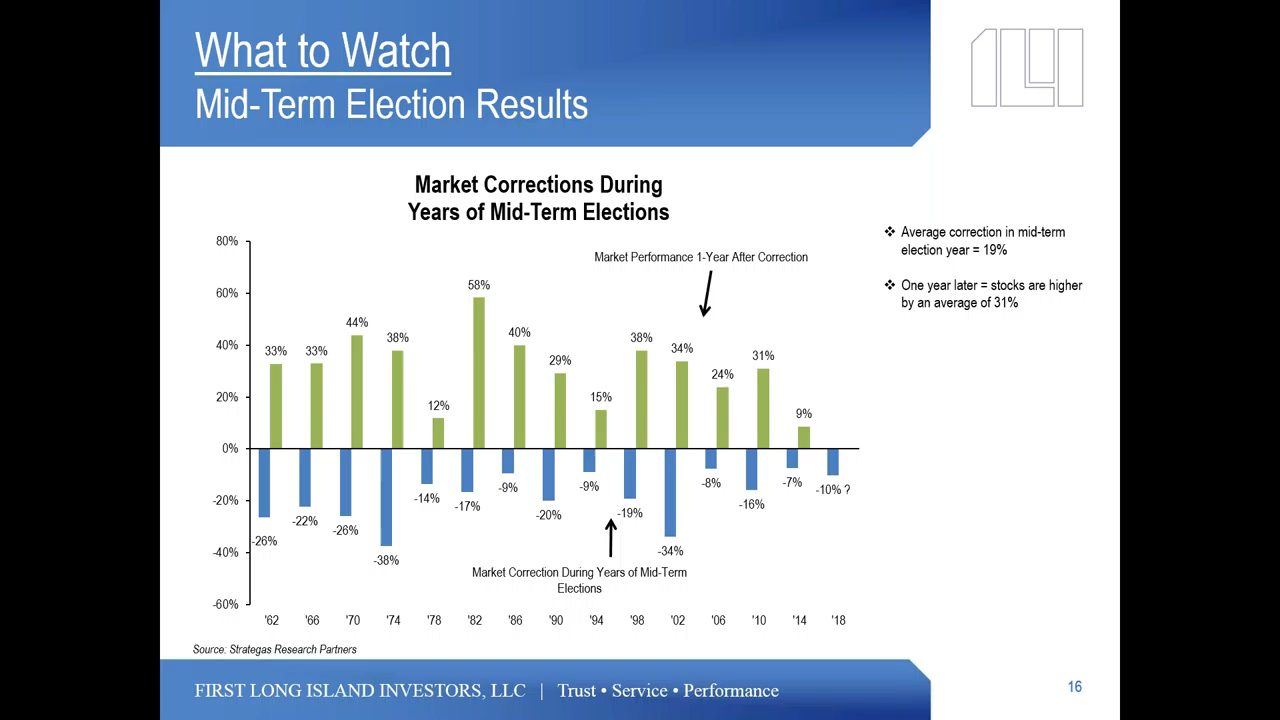 What to Watch
Mid-Term Election Results
Market Corrections During
Years of Mid-Term Elections
❖ Average correction in mid-term
election year = 19%
❖ One year later = stocks are higher
by an average of 31%
Market Performance 1-Year After Correction
80%
60%
40%
20%
0%
-20%
-40%
-60%
33%
33%
44%
38%
12%
58%
40%
29%
15%
38%
34%
24%
31%
9%
-26%
-22%
-26%
-38%
-14%
-17%
-9%
-20%
-9%
-19%
-34%
-8%
-16%
-7%
-10% ?
Market Correction During Years of Mid-Term
Elections
'62 '66 '70 '74 '78 '82 '86 '90 '94 '98 '02 '06 '10 '14 '18
Source: Strategas Research Partners
FIRST LONG ISLAND INVESTORS, LLC | Trust • Service • Performance
16